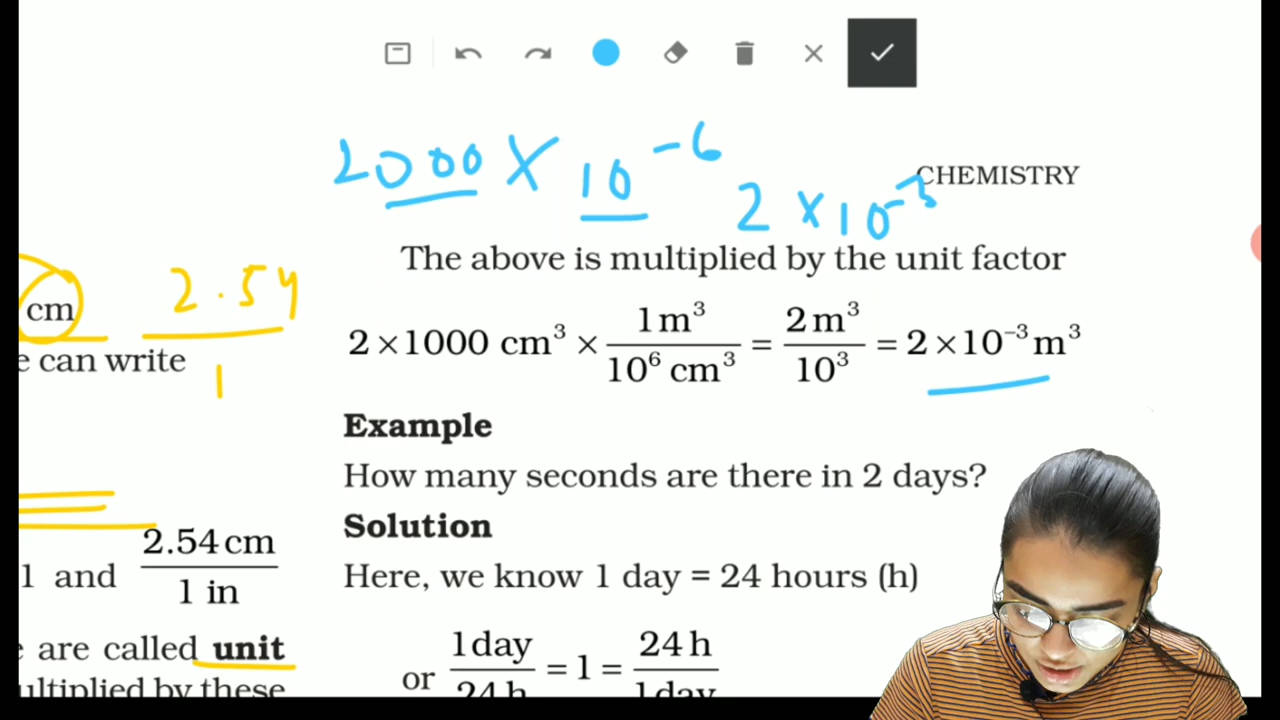 2000 × 10⁻⁶
2 × 10⁻³
CHEMISTRY
cm
2.54
1
e can write
2.54 cm
1 and
1 in
e are called unit
ultiplied by these
The above is multiplied by the unit factor
2 × 1000 cm³ × 1 m³ / 10⁶ cm³ = 2 m³ / 10³ = 2 × 10⁻³ m³
Example
How many seconds are there in 2 days?
Solution
Here, we know 1 day = 24 hours (h)
or 1 day / 24 h = 1 = 24 h / 1 day